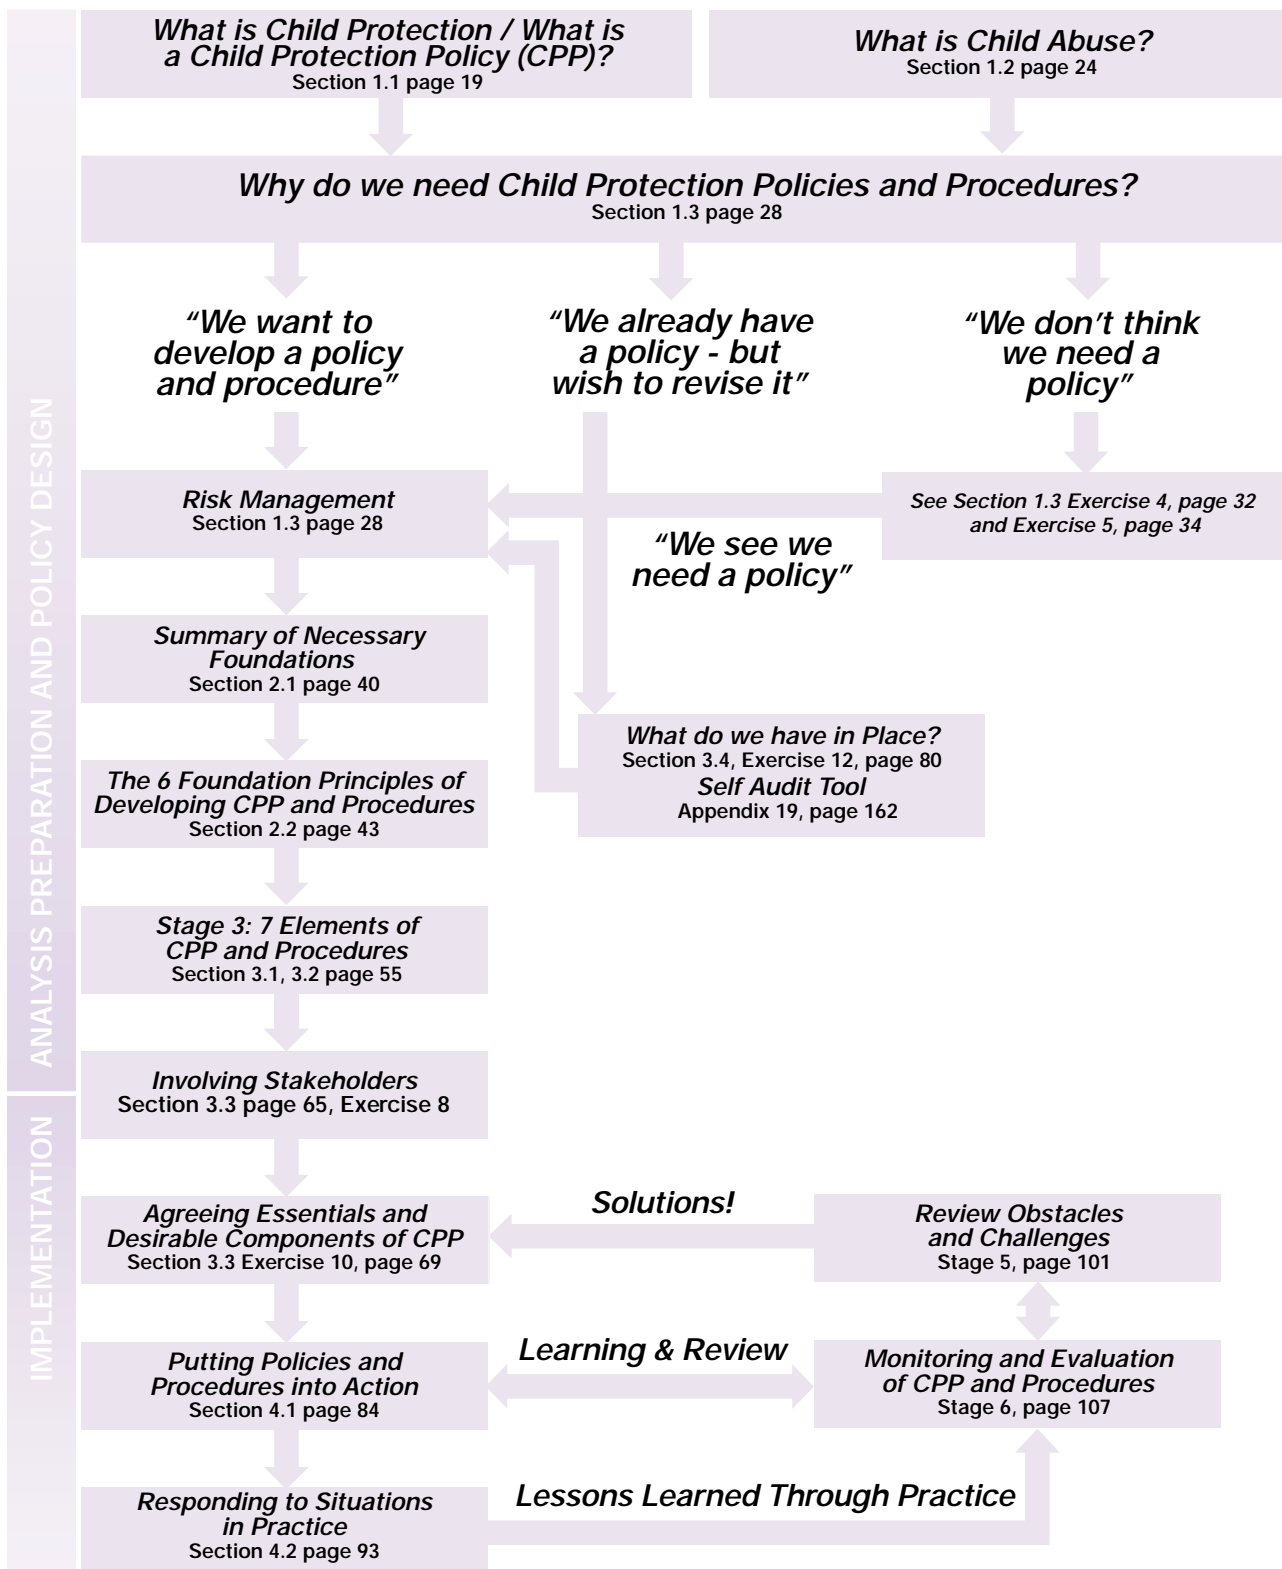 What is Child Protection / What is
a Child Protection Policy (CPP)?
Section 1.1 page 19
What is Child Abuse?
Section 1.2 page 24
Why do we need Child Protection Policies and Procedures?
Section 1.3 page 28
“We want to
develop a policy
and procedure”
“We already have
a policy - but
wish to revise it”
“We don't think
we need a
policy”
Risk Management
Section 1.3 page 28
See Section 1.3 Exercise 4, page 32
and Exercise 5, page 34
“We see we
need a policy”
Summary of Necessary
Foundations
Section 2.1 page 40
What do we have in Place?
Section 3.4, Exercise 12, page 80
Self Audit Tool
Appendix 19, page 162
The 6 Foundation Principles of
Developing CPP and Procedures
Section 2.2 page 43
Stage 3: 7 Elements of
CPP and Procedures
Section 3.1, 3.2 page 55
Involving Stakeholders
Section 3.3 page 65, Exercise 8
ANALYSIS PREPARATION AND POLICY DESIGN
Agreeing Essentials and
Desirable Components of CPP
Section 3.3 Exercise 10, page 69
Solutions!
Review Obstacles
and Challenges
Stage 5, page 101
Putting Policies and
Procedures into Action
Section 4.1 page 84
Learning & Review
Monitoring and Evaluation
of CPP and Procedures
Stage 6, page 107
Responding to Situations
in Practice
Section 4.2 page 93
Lessons Learned Through Practice
IMPLEMENTATION